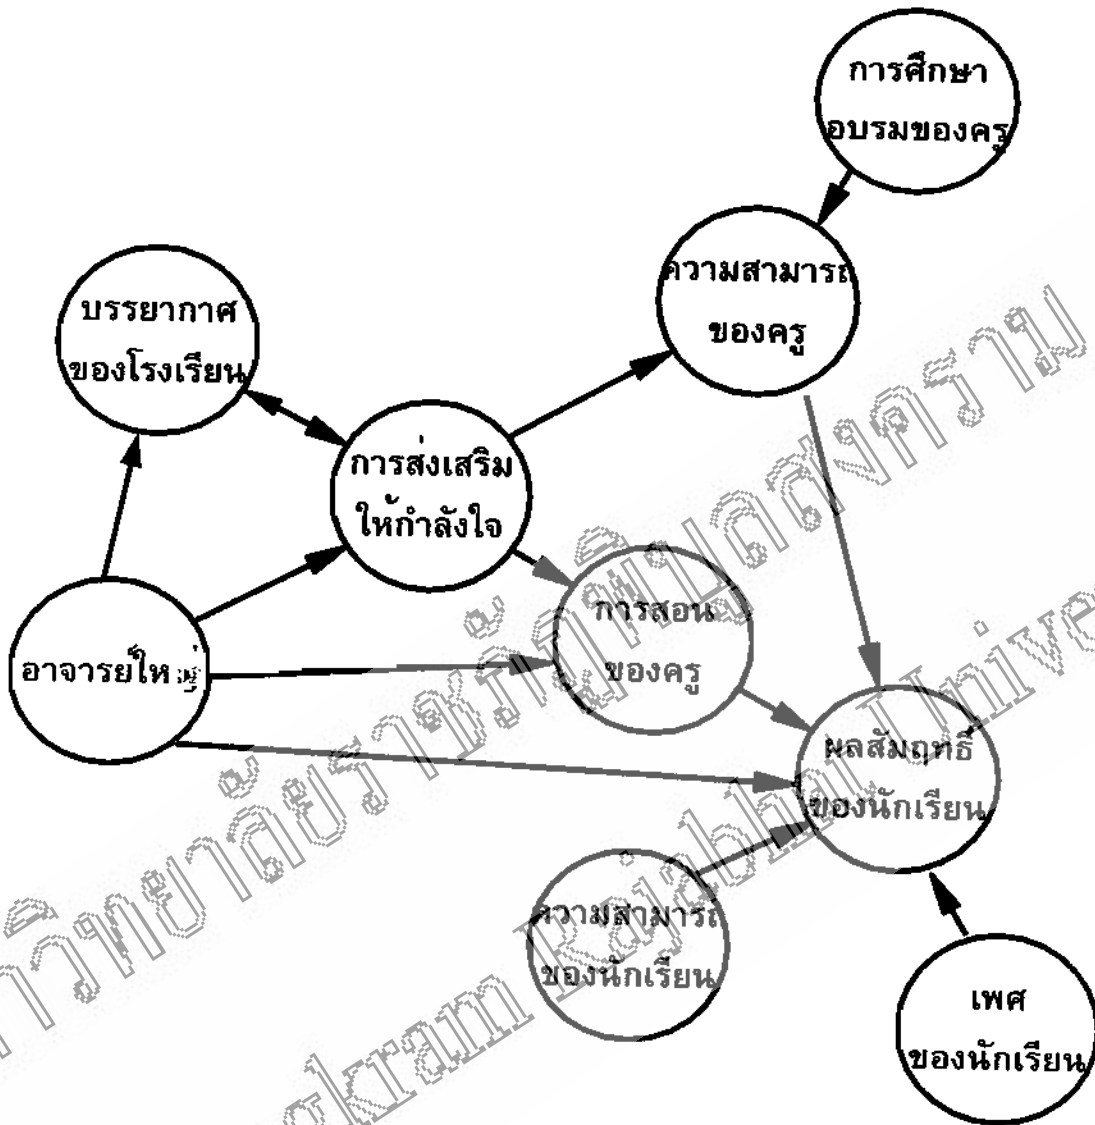 การศึกษา
อบรมของครู
ความสามารถ
ของครู
บรรยากาศ
ของโรงเรียน
การส่งเสริม
ให้กำลังใจ
การสอน
ของครู
อาจารย์ใหญ่
ผลสัมฤทธิ์
ของนักเรียน
ความสามารถ
ของนักเรียน
เพศ
ของนักเรียน
Rajabhat